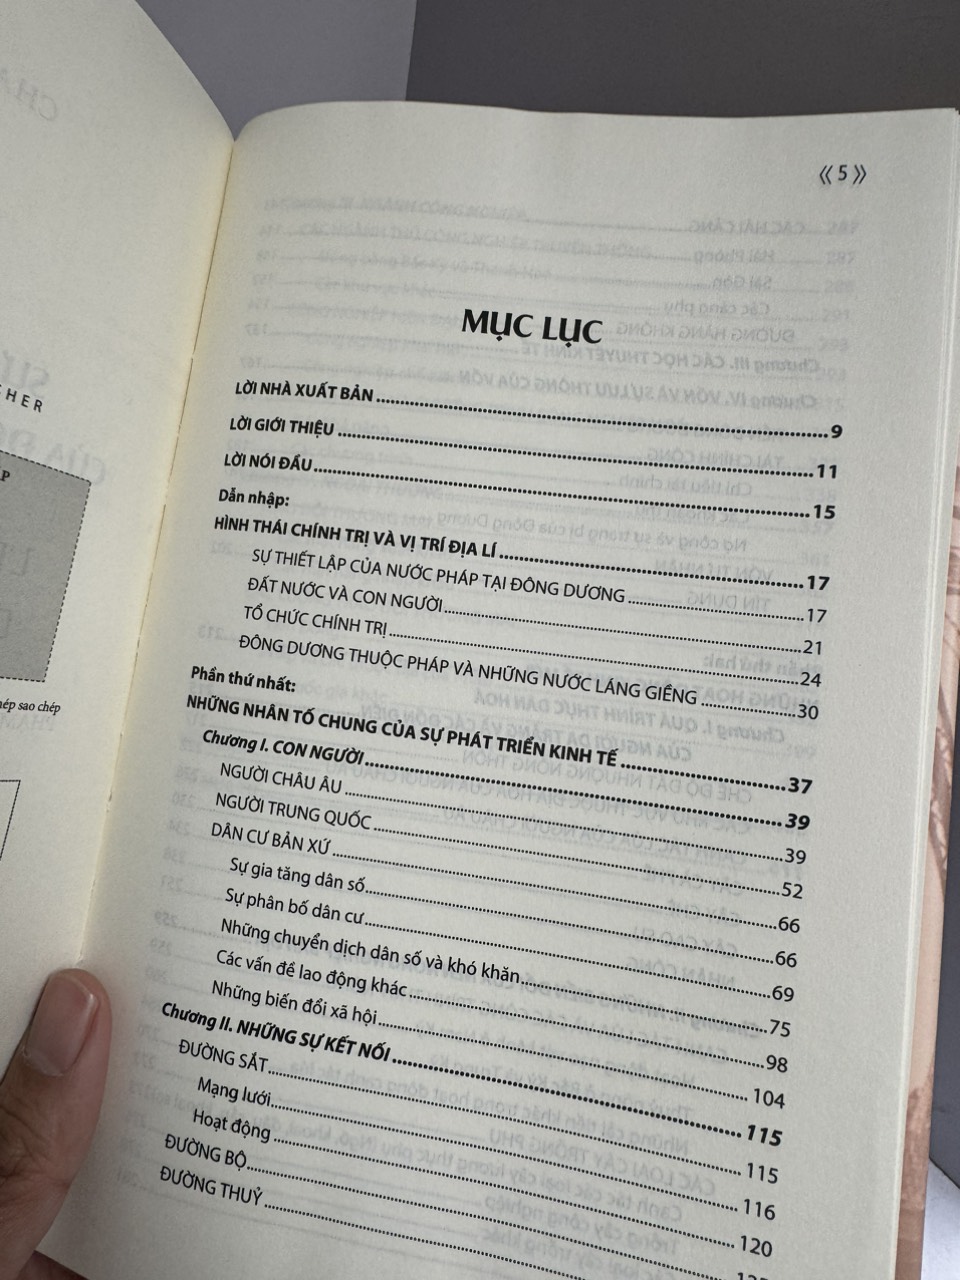 HER
P
ép sao chép
《 5 》
MỤC LỤC
LỜI NHÀ XUẤT BẢN 9
LỜI GIỚI THIỆU 11
LỜI NÓI ĐẦU 15
Dẫn nhập:
HÌNH THÁI CHÍNH TRỊ VÀ VỊ TRÍ ĐỊA LÍ 17
SỰ THIẾT LẬP CỦA NƯỚC PHÁP TẠI ĐÔNG DƯƠNG 17
ĐẤT NƯỚC VÀ CON NGƯỜI 21
TỔ CHỨC CHÍNH TRỊ 24
ĐÔNG DƯƠNG THUỘC PHÁP VÀ NHỮNG NƯỚC LÁNG GIỀNG 30
Phần thứ nhất:
NHỮNG NHÂN TỐ CHUNG CỦA SỰ PHÁT TRIỂN KINH TẾ 37
Chương I. CON NGƯỜI 39
NGƯỜI CHÂU ÂU 39
NGƯỜI TRUNG QUỐC 52
DÂN CƯ BẢN XỨ 66
Sự gia tăng dân số 66
Sự phân bố dân cư 69
Những chuyển dịch dân số và khó khăn 75
Các vấn đề lao động khác 98
Những biến đổi xã hội 104
Chương II. NHỮNG SỰ KẾT NỐI 115
ĐƯỜNG SẮT 115
Mạng lưới 116
Hoạt động 120
ĐƯỜNG BỘ
ĐƯỜNG THUỶ